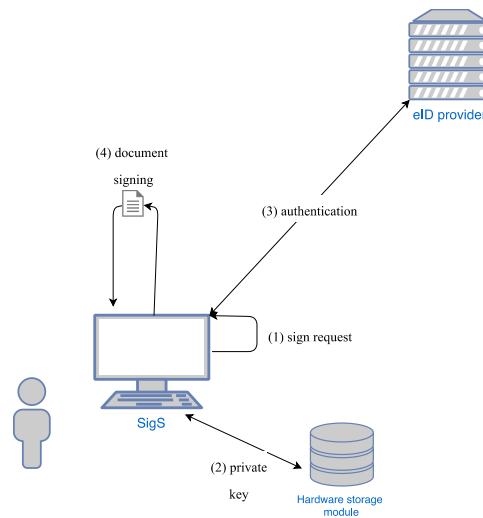 eID provider
(4) document
signing
(3) authentication
(1) sign request
SigS
(2) private
key
Hardware storage
module